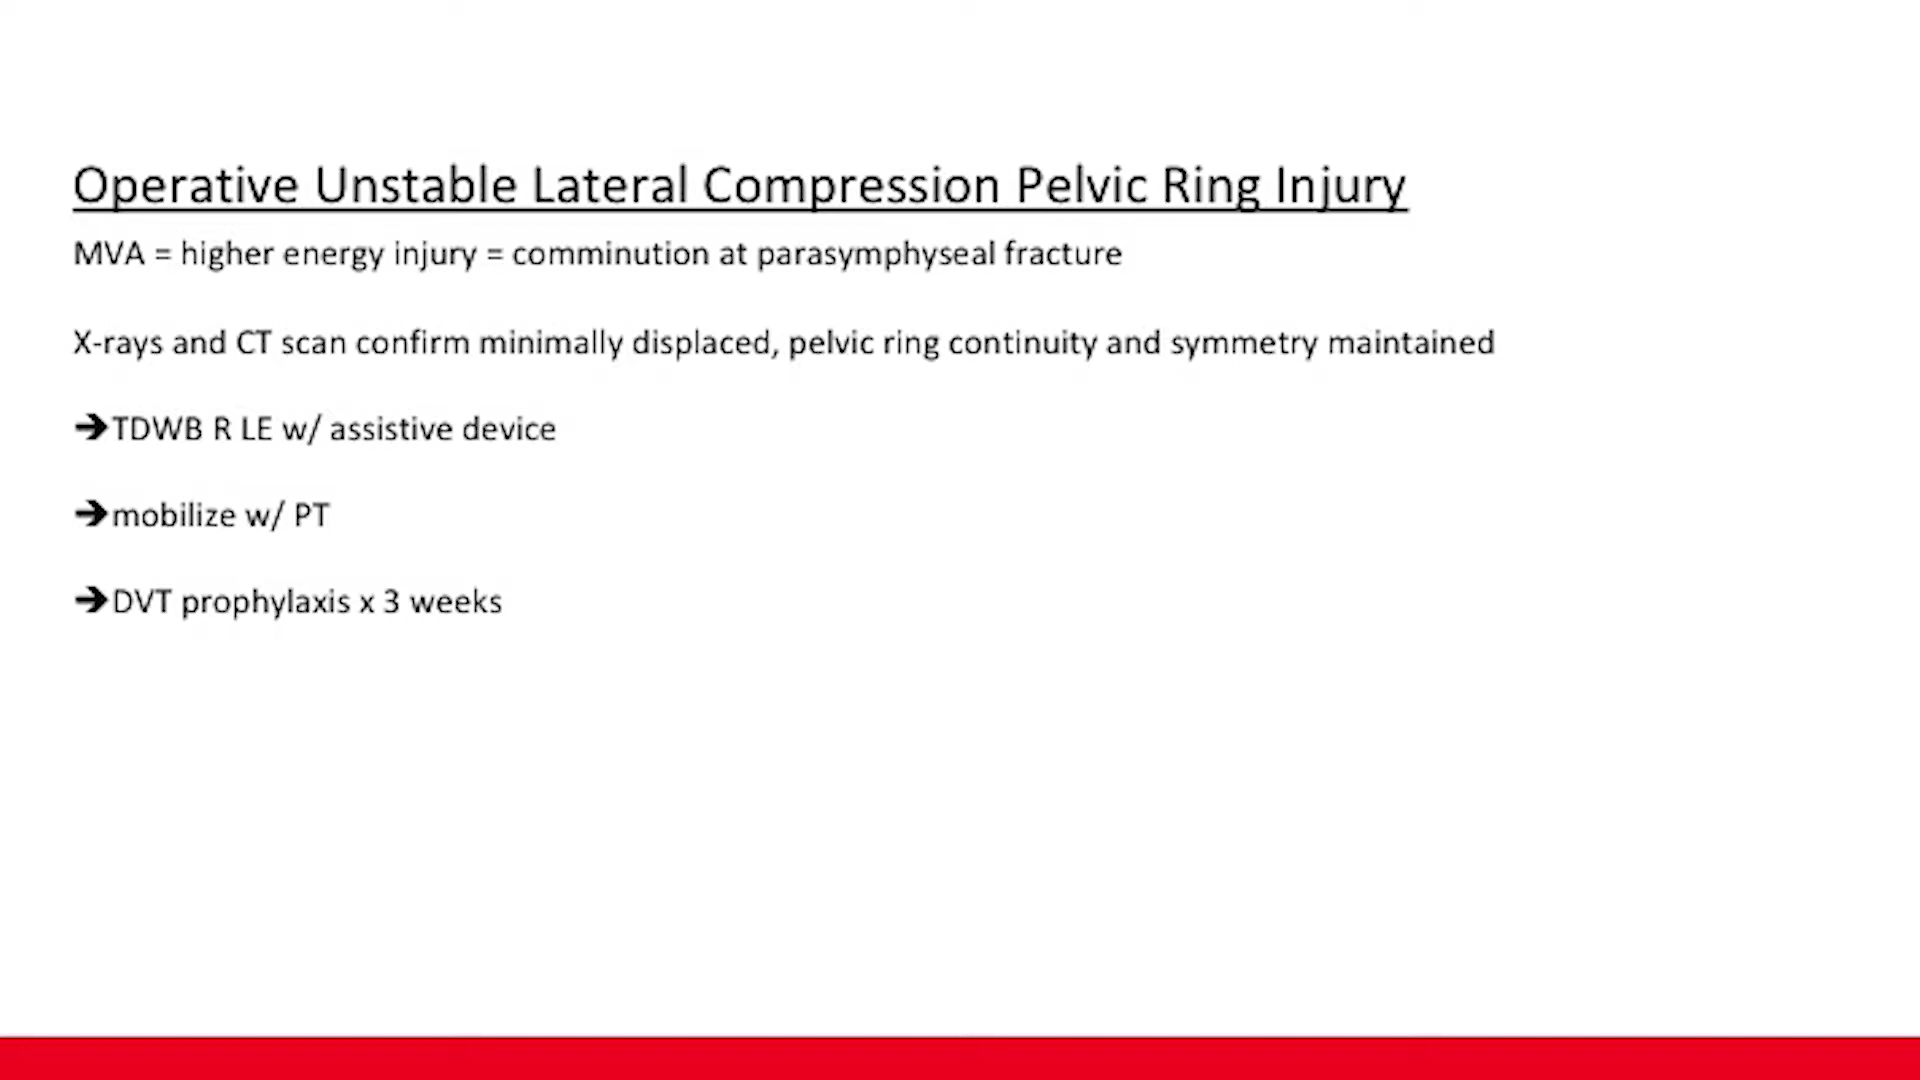 Operative Unstable Lateral Compression Pelvic Ring Injury
MVA = higher energy injury = comminution at parasymphyseal fracture
X-rays and CT scan confirm minimally displaced, pelvic ring continuity and symmetry maintained
➔TDWB R LE w/ assistive device
➔mobilize w/ PT
➔DVT prophylaxis x 3 weeks